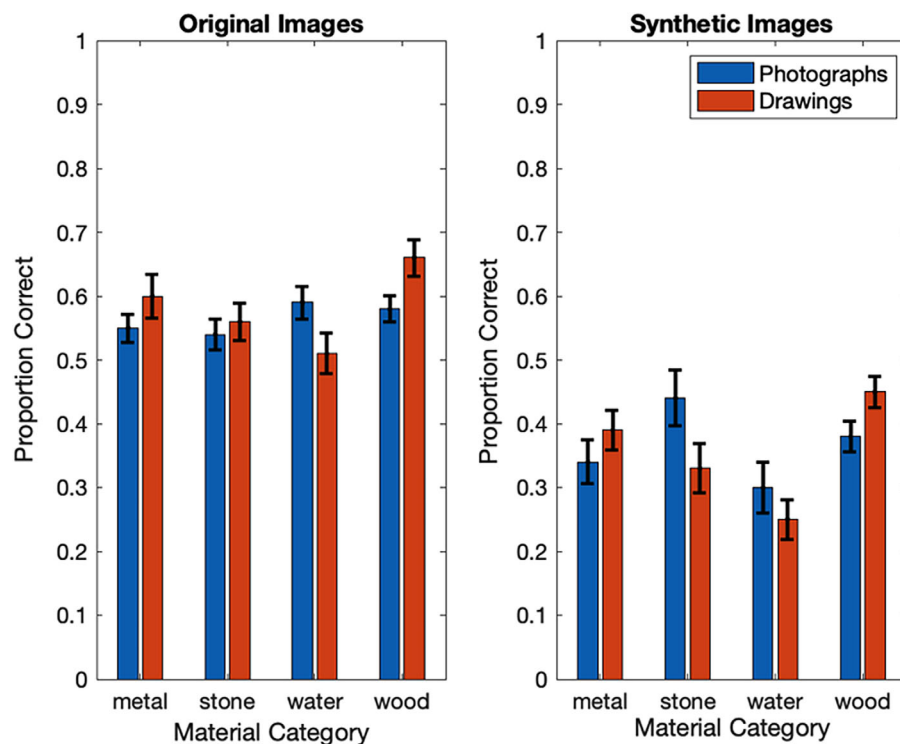 Original Images
1
0.9
0.8
0.7
0.6
0.5
0.4
0.3
0.2
0.1
0
Proportion Correct
metal stone water wood
Material Category
Synthetic Images
Photographs
Drawings
1
0.9
0.8
0.7
0.6
0.5
0.4
0.3
0.2
0.1
0
Proportion Correct
metal stone water wood
Material Category